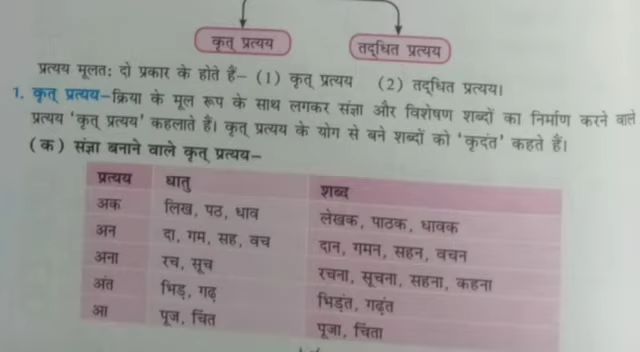 कृत् प्रत्यय तद्धित प्रत्यय
प्रत्यय मूलतः दो प्रकार के होते हैं– (1) कृत् प्रत्यय (2) तद्धित प्रत्यय।
1. कृत् प्रत्यय–क्रिया के मूल रूप के साथ लगकर संज्ञा और विशेषण शब्दों का निर्माण करने वाले
प्रत्यय 'कृत् प्रत्यय' कहलाते हैं। कृत् प्रत्यय के योग से बने शब्दों को 'कृदंत' कहते हैं।
(क) संज्ञा बनाने वाले कृत् प्रत्यय–
प्रत्यय धातु शब्द
अक लिख, पठ, धाव लेखक, पाठक, धावक
अन दा, गम, सह, वच दान, गमन, सहन, वचन
अना रच, सूच रचना, सूचना, सहना, कहना
अंत भिड़, गढ़ भिड़ंत, गढ़ंत
आ पूज, चिंत पूजा, चिंता